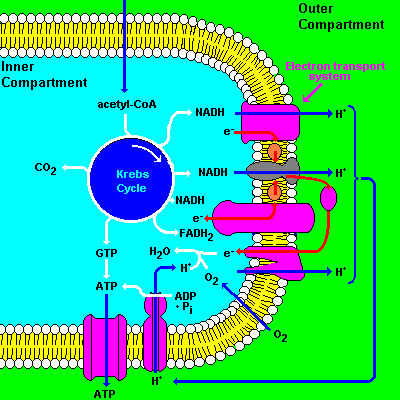 Outer
Compartment
Inner
Compartment
Electron transport
system
acetyl-CoA
NADH
H⁺
e⁻
CO₂
Krebs
Cycle
NADH
H⁺
NADH
e⁻
FADH₂
GTP
H₂O
e⁻
H⁺
O₂
H⁺
ATP
ADP
+ Pᵢ
O₂
H⁺
ATP